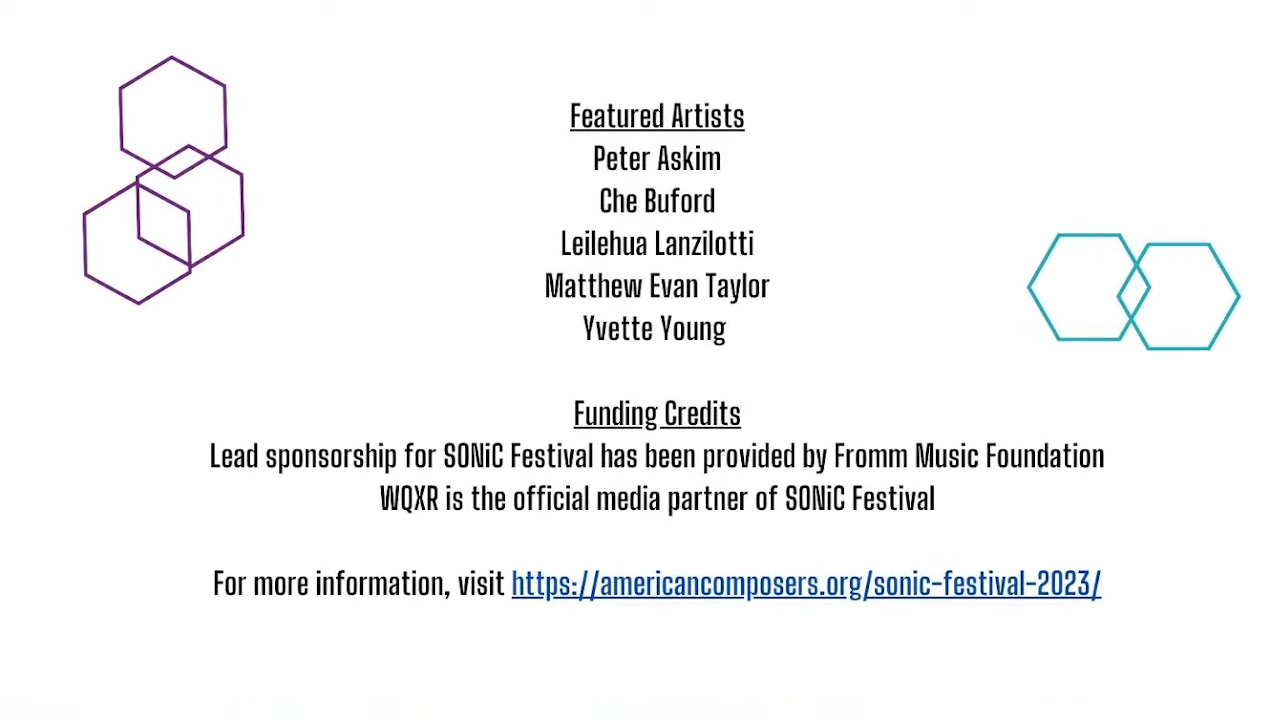 Featured Artists
Peter Askim
Che Buford
Leilehua Lanzilotti
Matthew Evan Taylor
Yvette Young
Funding Credits
Lead sponsorship for SONiC Festival has been provided by Fromm Music Foundation
WQXR is the official media partner of SONiC Festival
For more information, visit https://americancomposers.org/sonic-festival-2023/